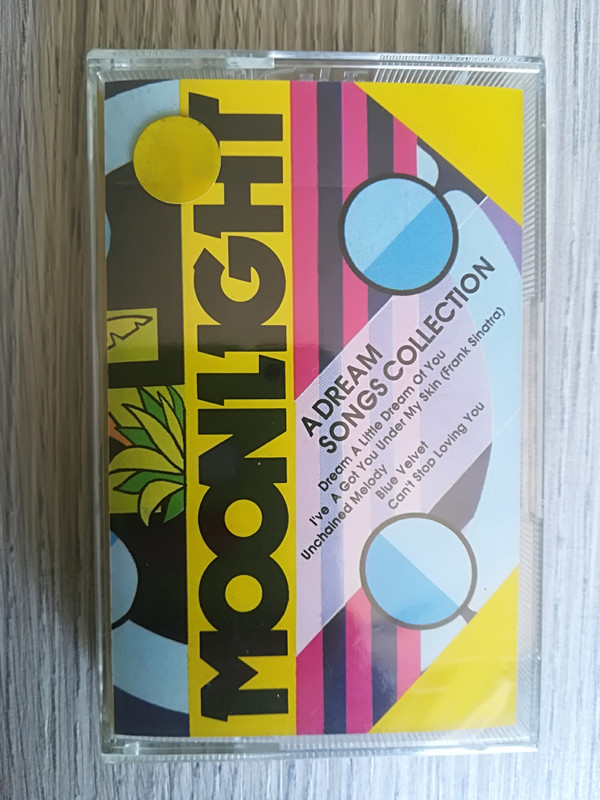 MOONLIGHT
A DREAM
SONGS COLLECTION
Dream A Little Dream Of You
I've A Got You Under My Skin (Frank Sinatra)
Unchained Melody
Blue Velvet
Can't Stop Loving You